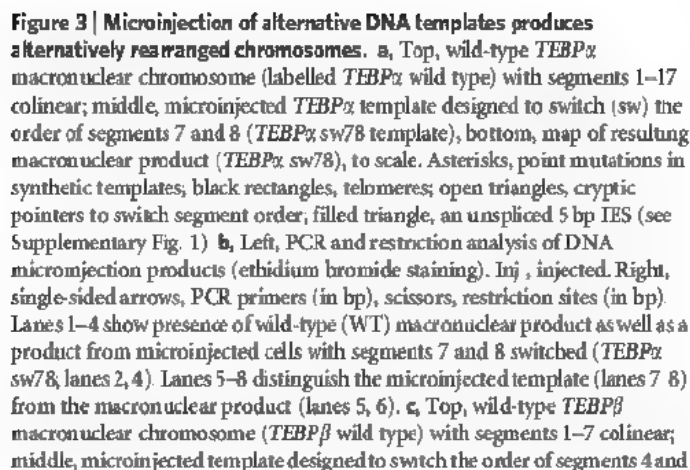 Figure 3 | Microinjection of alternative DNA templates produces
alternatively rearranged chromosomes. a, Top, wild-type TEBPα
macronuclear chromosome (labelled TEBPα wild type) with segments 1–17
colinear; middle, microinjected TEBPα template designed to switch (sw) the
order of segments 7 and 8 (TEBPα sw78 template), bottom, map of resulting
macronuclear product (TEBPα sw78), to scale. Asterisks, point mutations in
synthetic templates; black rectangles, telomeres; open triangles, cryptic
pointers to switch segment order; filled triangle, an unspliced 5 bp IES (see
Supplementary Fig. 1) b, Left, PCR and restriction analysis of DNA
microinjection products (ethidium bromide staining). Inj , injected. Right,
single-sided arrows, PCR primers (in bp), scissors, restriction sites (in bp)
Lanes 1–4 show presence of wild-type (WT) macronuclear product as well as a
product from microinjected cells with segments 7 and 8 switched (TEBPα
sw78; lanes 2, 4). Lanes 5–8 distinguish the microinjected template (lanes 7 8)
from the macronuclear product (lanes 5, 6). c, Top, wild-type TEBPβ
macronuclear chromosome (TEBPβ wild type) with segments 1–7 colinear;
middle, microinjected template designed to switch the order of segments 4 and